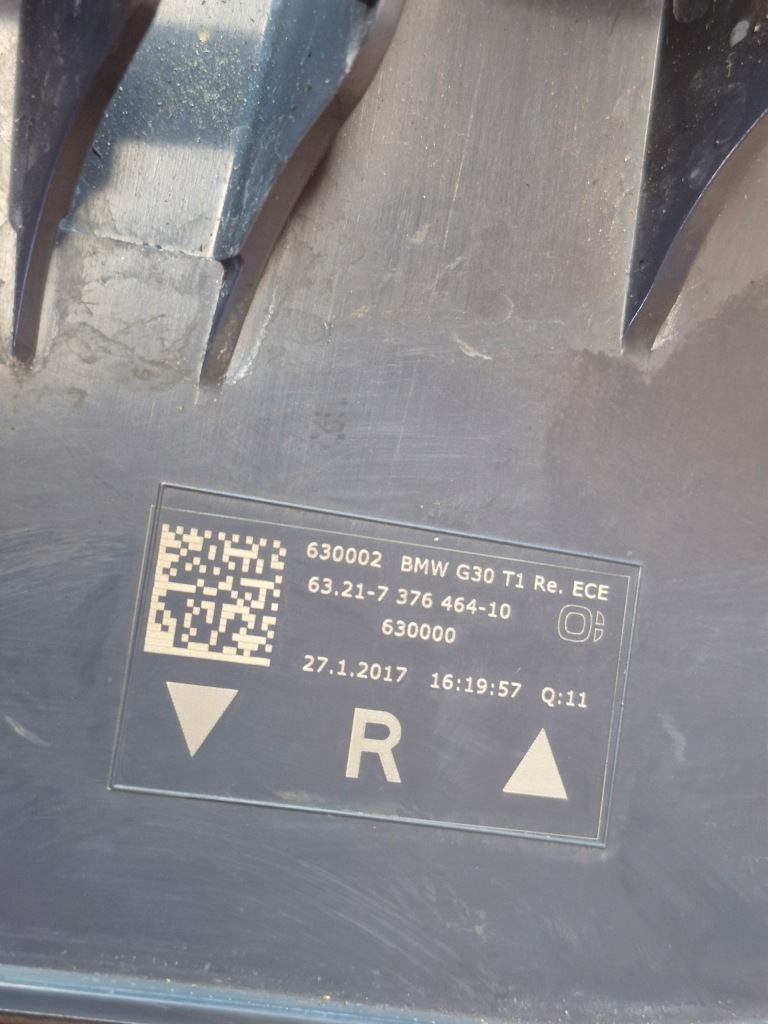 630002 BMW G30 T1 Re. ECE
63.21-7 376 464-10
630000
27.1.2017 16:19:57 Q:11
R